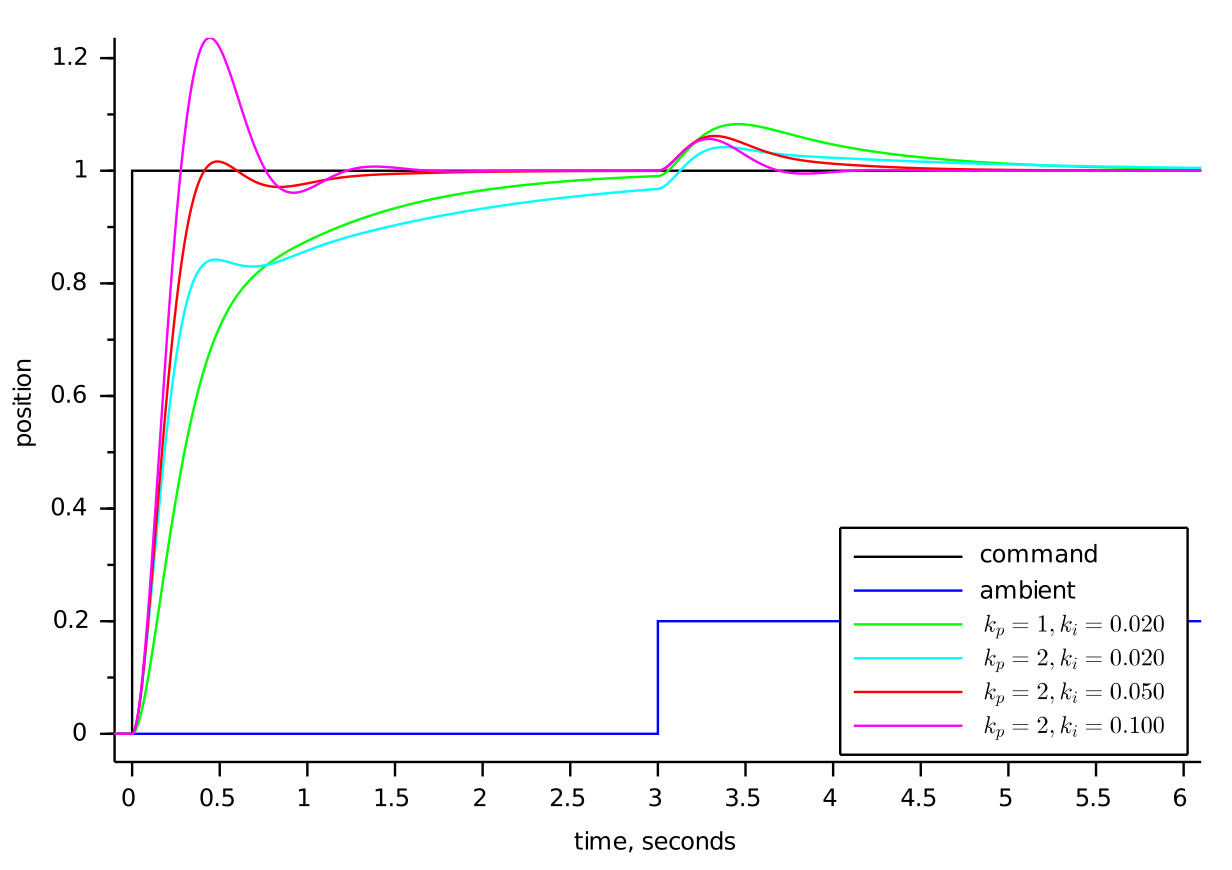 1.2
1
0.8
0.6
0.4
0.2
0
position
command
ambient
k_p = 1, k_i = 0.020
k_p = 2, k_i = 0.020
k_p = 2, k_i = 0.050
k_p = 2, k_i = 0.100
0 0.5 1 1.5 2 2.5 3 3.5 4 4.5 5 5.5 6
time, seconds